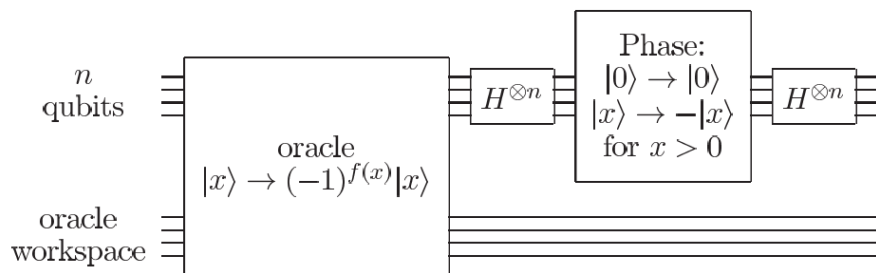 n
qubits
oracle
|x⟩ → (−1)^{f(x)}|x⟩
oracle
workspace
H^{⊗n}
Phase:
|0⟩ → |0⟩
|x⟩ → −|x⟩
for x > 0
H^{⊗n}